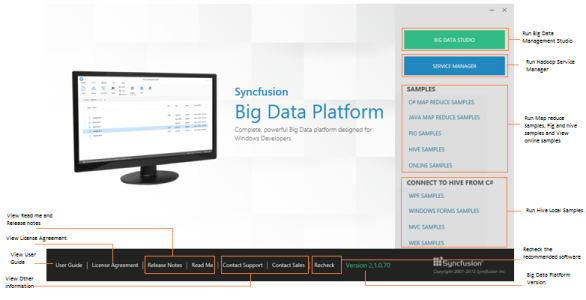 BIG DATA STUDIO
Run Big Data
Management Studio
SERVICE MANAGER
Run Hadoop Service
Manager
Syncfusion
Big Data Platform
Complete, powerful Big Data platform designed for
Windows Developers
SAMPLES
C# MAP REDUCE SAMPLES
JAVA MAP REDUCE SAMPLES
PIG SAMPLES
HIVE SAMPLES
ONLINE SAMPLES
Run Map reduce
samples, Pig and hive
samples and View
online samples
CONNECT TO HIVE FROM C#
WPF SAMPLES
WINDOWS FORMS SAMPLES
MVC SAMPLES
WEB SAMPLES
Run Hive Local Samples.
View Read me and
Release notes
View License Agreement
View User
Guide
View Other
information
User Guide | License Agreement | Release Notes | Read Me | Contact Support | Contact Sales | Recheck
Version 2.1.0.70
Syncfusion
Copyright 2001-2015 Syncfusion Inc.
Recheck the
recommended software
Big Data Platform
Version